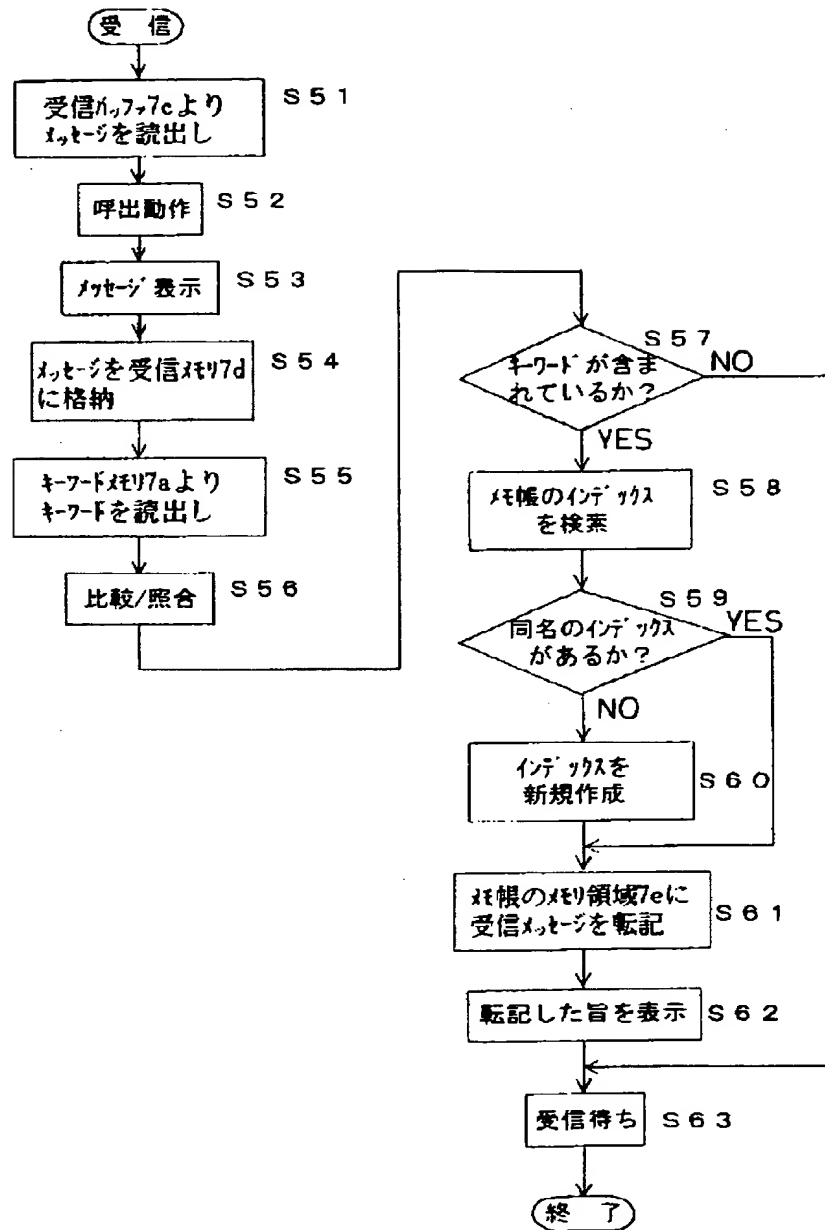 受 信
受信バッファ7cより
メッセージを読出し
S51
呼出動作
S52
メッセージ表示
S53
メッセージを受信メモリ7d
に格納
S54
キーワードメモリ7aより
キーワードを読出し
S55
比較/照合
S56
キーワードが含ま
れているか?
S57
NO
YES
メモ帳のインデックス
を検索
S58
同名のインデックス
があるか?
S59
YES
NO
インデックスを
新規作成
S60
メモ帳のメモリ領域7eに
受信メッセージを転記
S61
転記した旨を表示
S62
受信待ち
S63
終 了